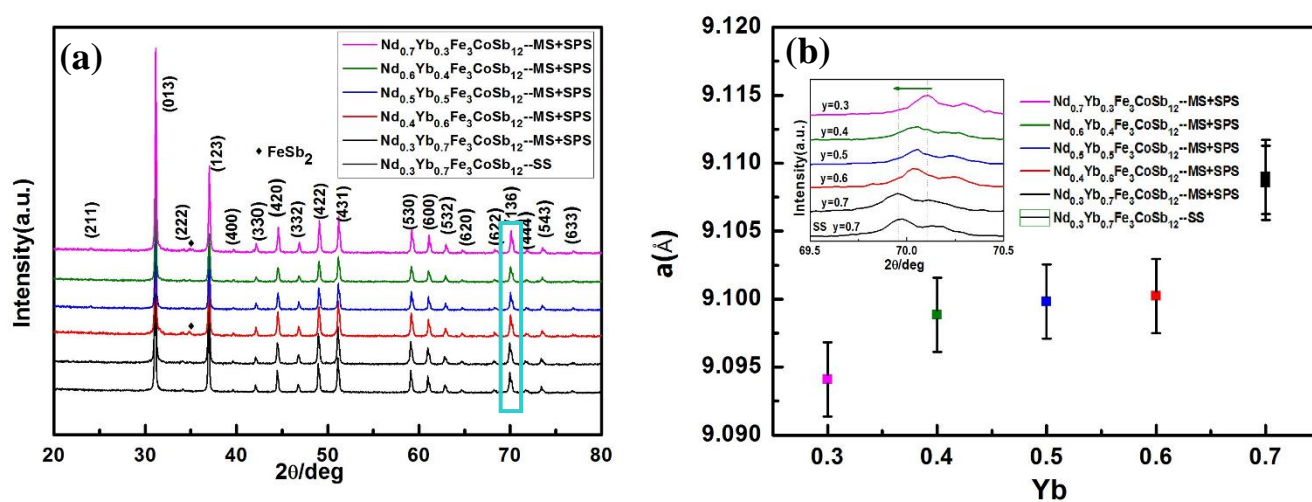 (a)
Nd0.7Yb0.3Fe3CoSb12--MS+SPS
Nd0.6Yb0.4Fe3CoSb12--MS+SPS
Nd0.5Yb0.5Fe3CoSb12--MS+SPS
Nd0.4Yb0.6Fe3CoSb12--MS+SPS
Nd0.3Yb0.7Fe3CoSb12--MS+SPS
Nd0.3Yb0.7Fe3CoSb12--SS
♦ FeSb2
(211)
(013)
(222)
(123)
(400)
(330)
(420)
(332)
(422)
(431)
(530)
(600)
(532)
(620)
(622)
(136)
(444)
(543)
(633)
Intensity(a.u.)
20 30 40 50 60 70 80
2θ/deg
(b)
9.120
9.115
9.110
9.105
9.100
9.095
9.090
a(Å)
0.3 0.4 0.5 0.6 0.7
Yb
y=0.3
y=0.4
y=0.5
y=0.6
y=0.7
SS y=0.7
Intensity(a.u.)
69.5 70.0 70.5
2θ/deg
Nd0.7Yb0.3Fe3CoSb12--MS+SPS
Nd0.6Yb0.4Fe3CoSb12--MS+SPS
Nd0.5Yb0.5Fe3CoSb12--MS+SPS
Nd0.4Yb0.6Fe3CoSb12--MS+SPS
Nd0.3Yb0.7Fe3CoSb12--MS+SPS
Nd0.3Yb0.7Fe3CoSb12--SS